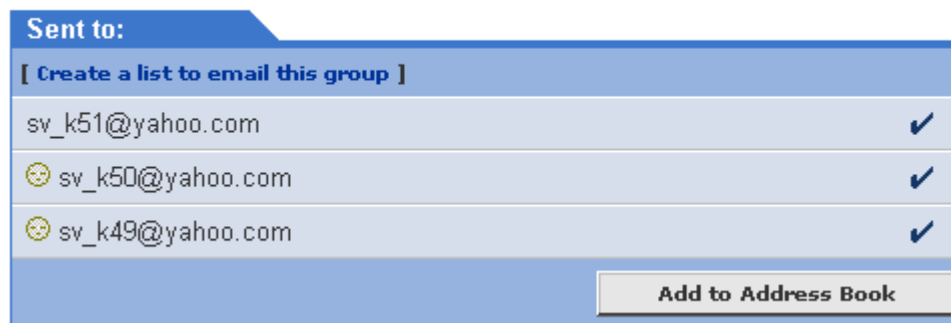 Sent to:
[ Create a list to email this group ]
sv_k51@yahoo.com
sv_k50@yahoo.com
sv_k49@yahoo.com
Add to Address Book